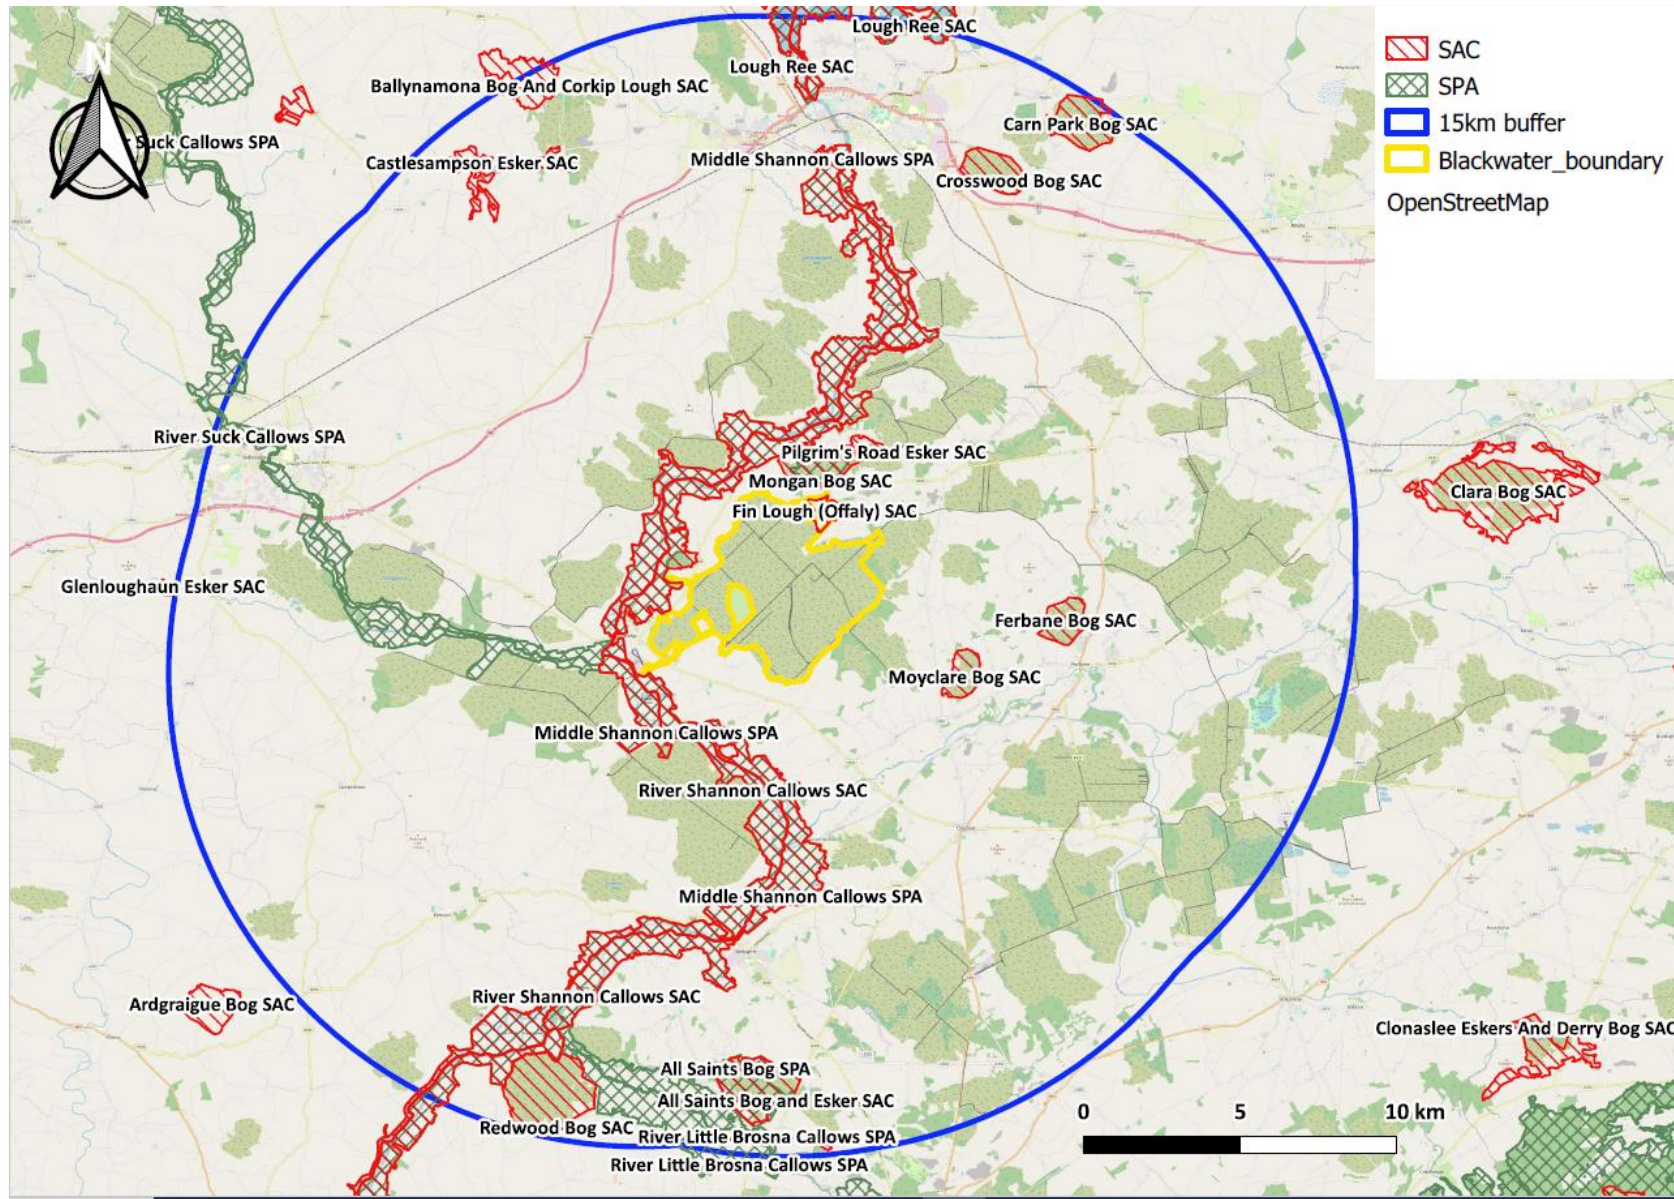 N
Lough Ree SAC
Lough Ree SAC
Ballynamona Bog And Corkip Lough SAC
Carn Park Bog SAC
Suck Callows SPA
Castlesampson Esker SAC
Middle Shannon Callows SPA
Crosswood Bog SAC
SAC
SPA
15km buffer
Blackwater_boundary
OpenStreetMap
River Suck Callows SPA
Pilgrim's Road Esker SAC
Mongan Bog SAC
Clara Bog SAC
Fin Lough (Offaly) SAC
Glenloughaun Esker SAC
Ferbane Bog SAC
Moyclare Bog SAC
Middle Shannon Callows SPA
River Shannon Callows SAC
Middle Shannon Callows SPA
River Shannon Callows SAC
Ardgraigue Bog SAC
Clonaslee Eskers And Derry Bog SAC
All Saints Bog SPA
All Saints Bog and Esker SAC
Redwood Bog SAC
River Little Brosna Callows SPA
River Little Brosna Callows SPA
0 5 10 km